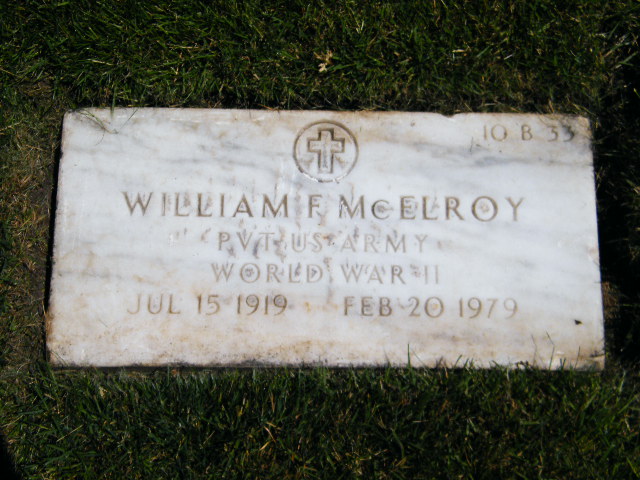 10 B 33
WILLIAM F McELROY
PVT US ARMY
WORLD WAR II
JUL 15 1919 FEB 20 1979